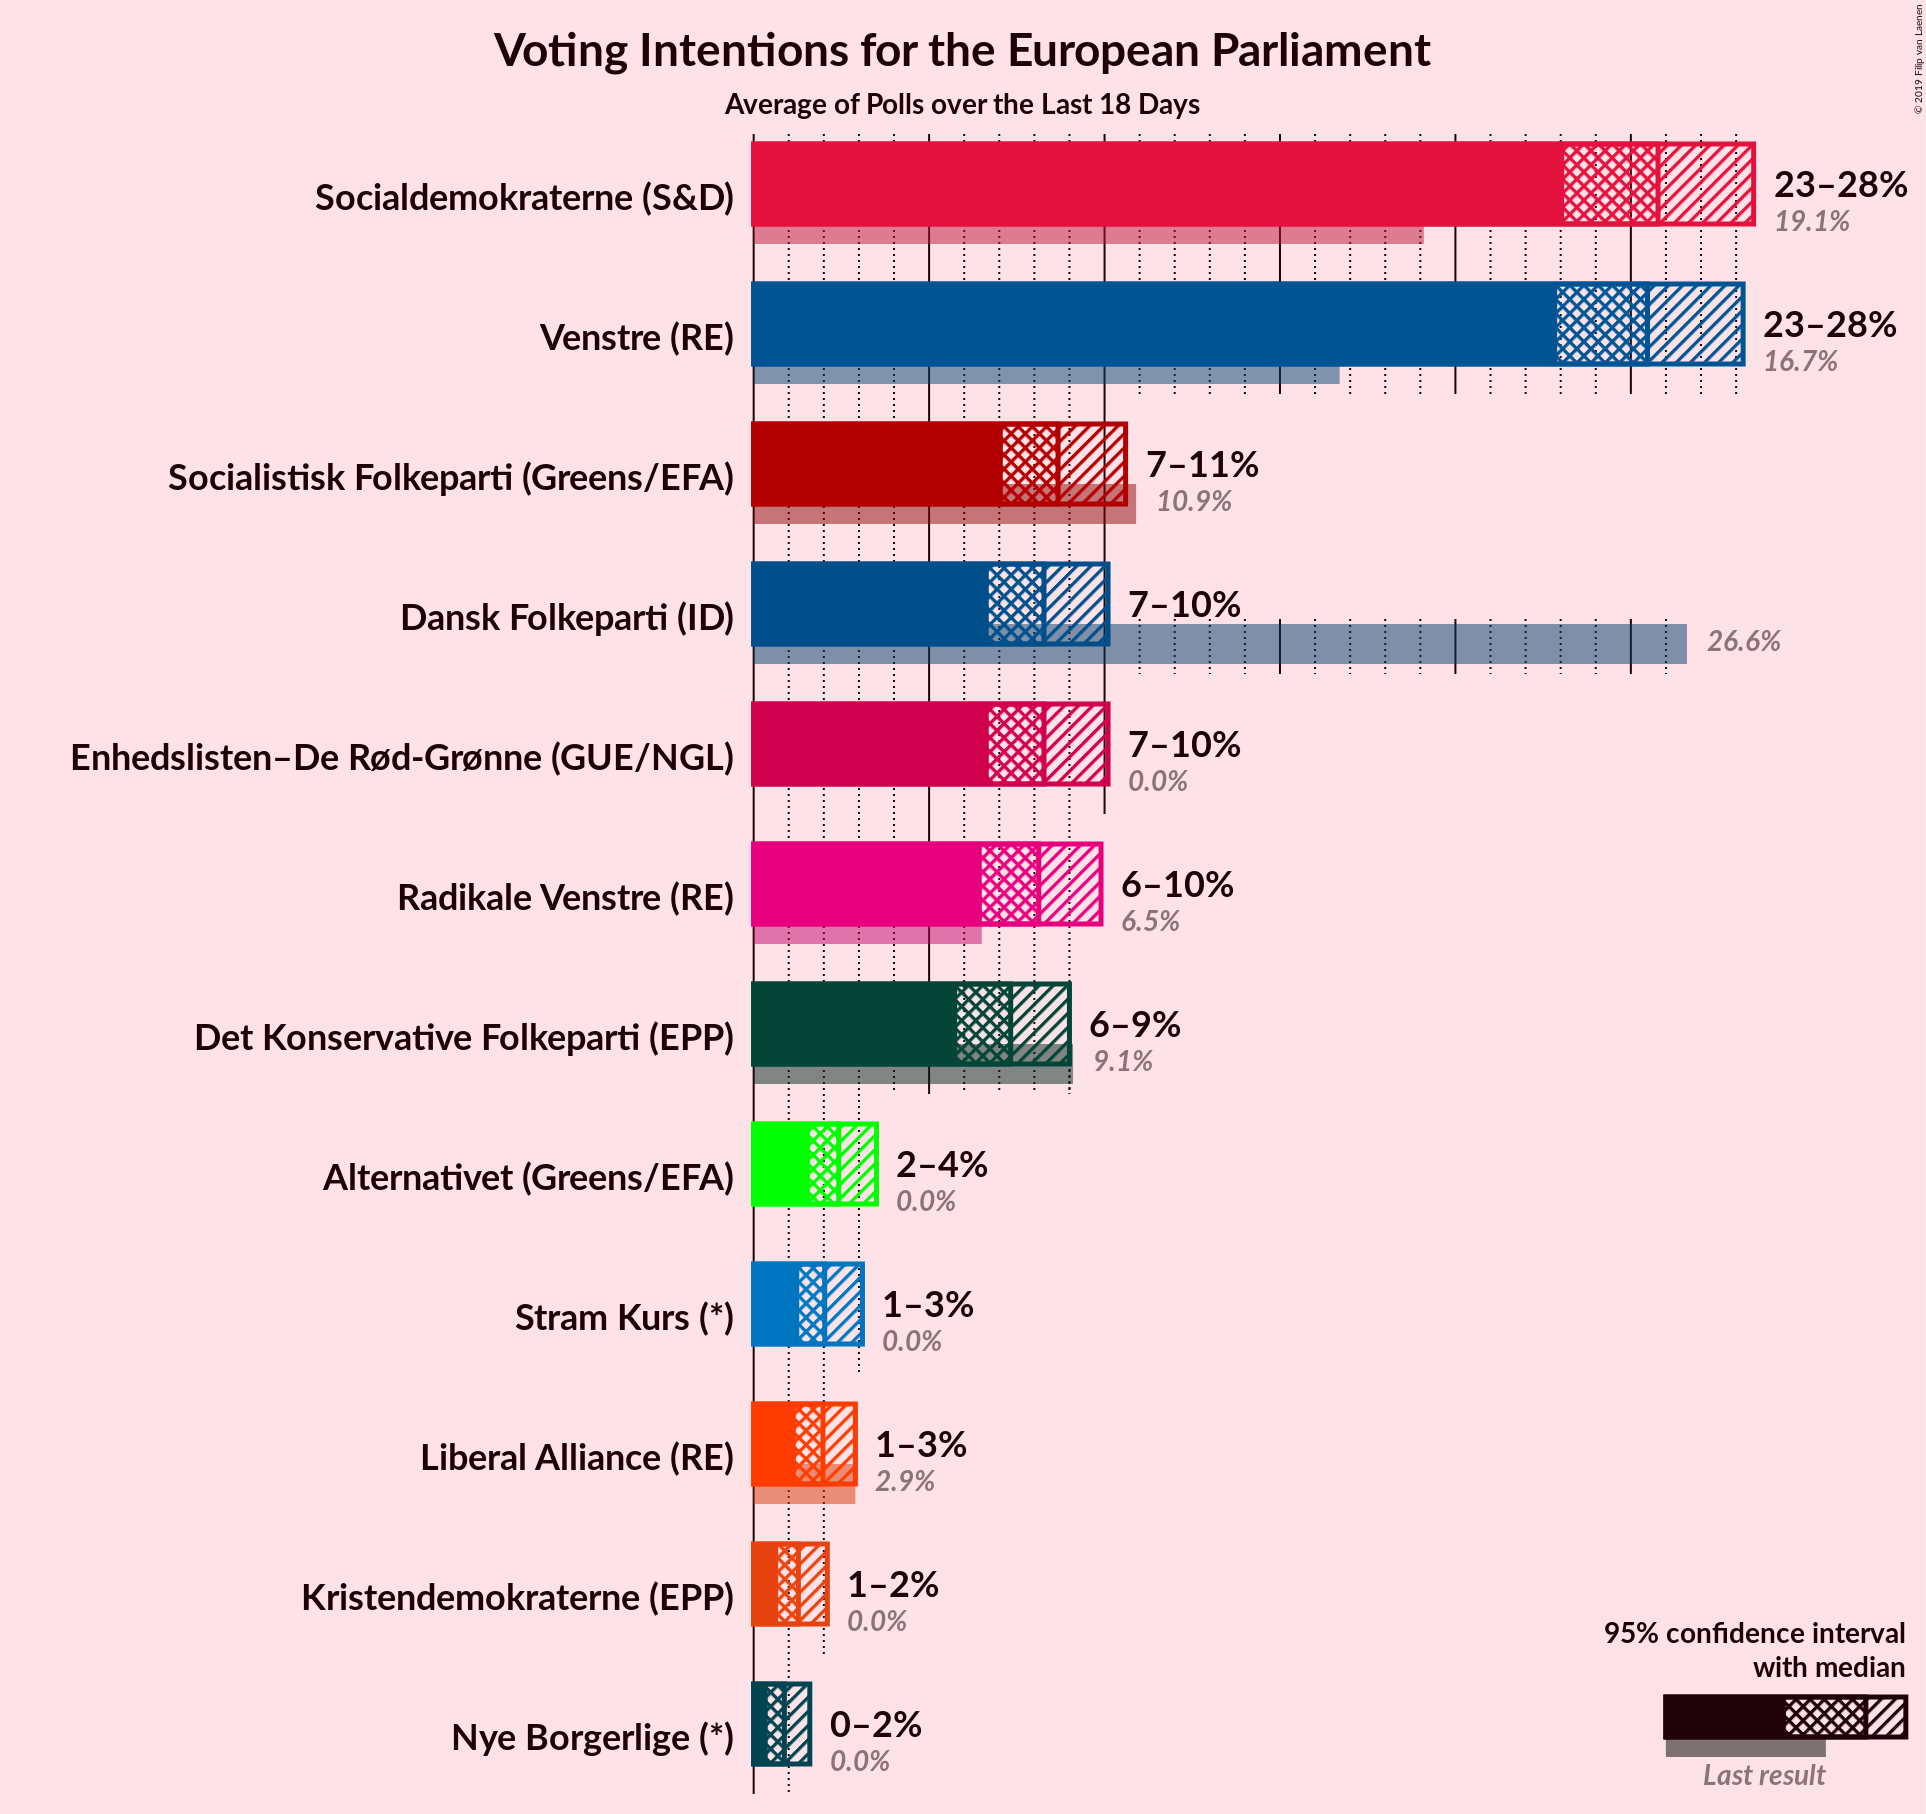 Voting Intentions for the European Parliament
Average of Polls over the Last 18 Days
© 2019 Filip van Laenen
Socialdemokraterne (S&D)
23–28%
19.1%
Venstre (RE)
23–28%
16.7%
Socialistisk Folkeparti (Greens/EFA)
7–11%
10.9%
Dansk Folkeparti (ID)
7–10%
26.6%
Enhedslisten–De Rød-Grønne (GUE/NGL)
7–10%
0.0%
Radikale Venstre (RE)
6–10%
6.5%
Det Konservative Folkeparti (EPP)
6–9%
9.1%
Alternativet (Greens/EFA)
2–4%
0.0%
Stram Kurs (*)
1–3%
0.0%
Liberal Alliance (RE)
1–3%
2.9%
Kristendemokraterne (EPP)
1–2%
0.0%
Nye Borgerlige (*)
0–2%
0.0%
95% confidence interval
with median
Last result